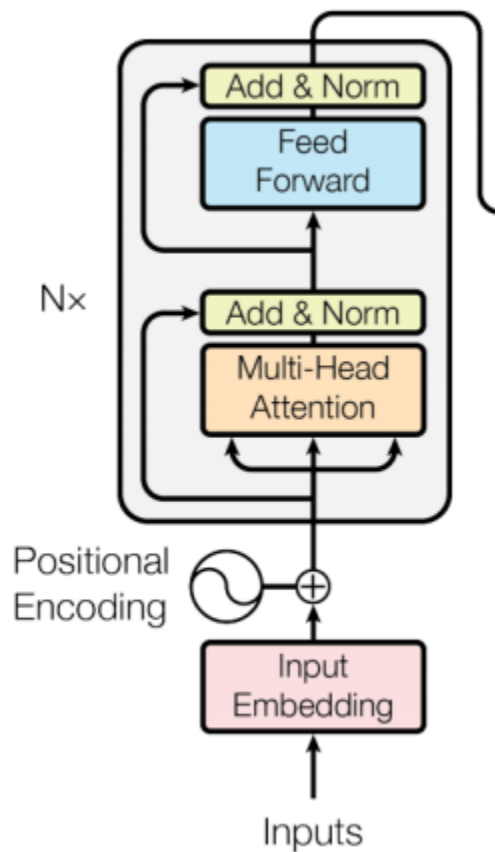 Add & Norm
Feed
Forward
N×
Add & Norm
Multi-Head
Attention
Positional
Encoding
Input
Embedding
Inputs